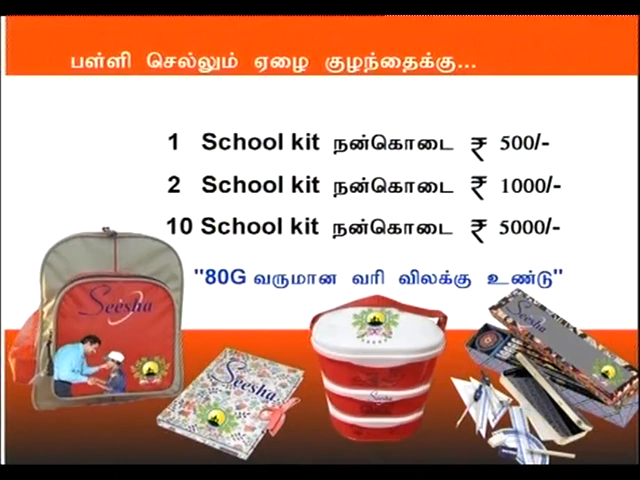 பள்ளி செல்லும் ஏழை குழந்தைக்கு...
1 School kit நன்கொடை ₹ 500/-
2 School kit நன்கொடை ₹ 1000/-
10 School kit நன்கொடை ₹ 5000/-
"80G வருமான வரி விலக்கு உண்டு"
Seesha
Seesha
Seesha
Seesha